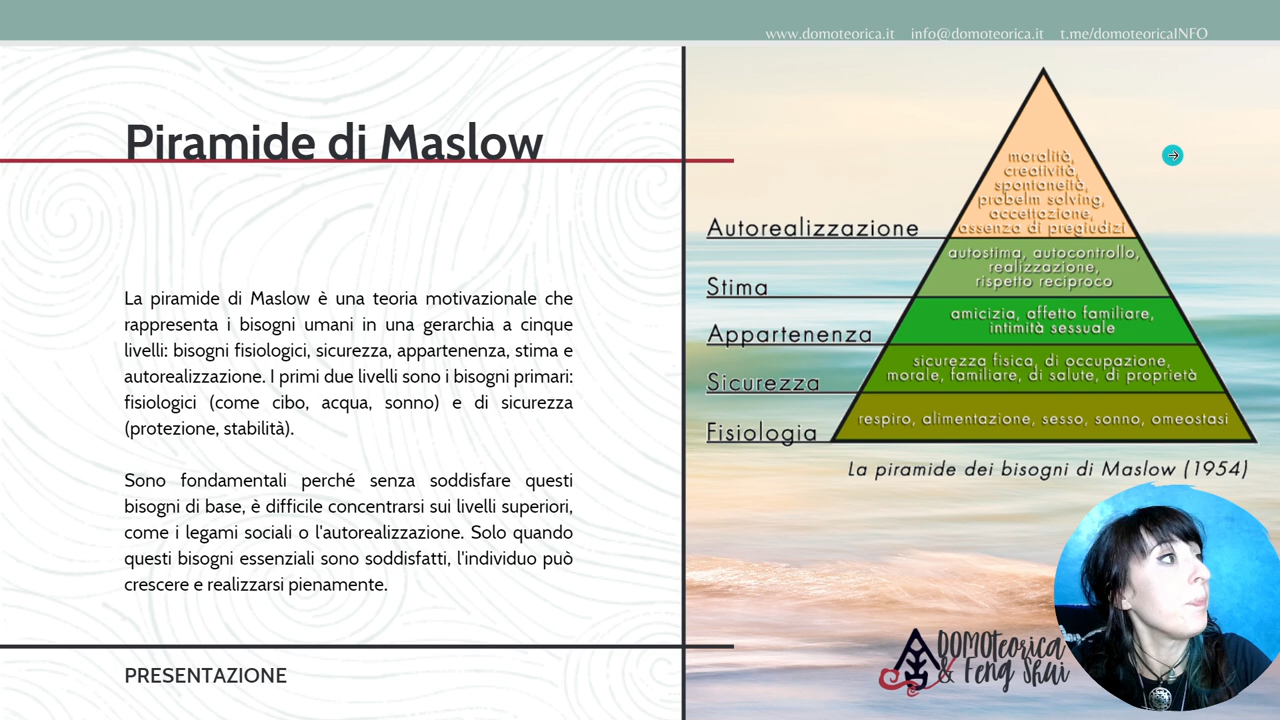 www.domoteorica.it info@domoteorica.it t.me/domoteoricaINFO
Piramide di Maslow
La piramide di Maslow è una teoria motivazionale che
rappresenta i bisogni umani in una gerarchia a cinque
livelli: bisogni fisiologici, sicurezza, appartenenza, stima e
autorealizzazione. I primi due livelli sono i bisogni primari:
fisiologici (come cibo, acqua, sonno) e di sicurezza
(protezione, stabilità).
Sono fondamentali perché senza soddisfare questi
bisogni di base, è difficile concentrarsi sui livelli superiori,
come i legami sociali o l'autorealizzazione. Solo quando
questi bisogni essenziali sono soddisfatti, l'individuo può
crescere e realizzarsi pienamente.
PRESENTAZIONE
Autorealizzazione
moralità,
creatività,
spontaneità,
probelm solving,
accettazione,
assenza di pregiudizi
Stima
autostima, autocontrollo,
realizzazione,
rispetto reciproco
Appartenenza
amicizia, affetto familiare,
intimità sessuale
Sicurezza
sicurezza fisica, di occupazione,
morale, familiare, di salute, di proprietà
Fisiologia
respiro, alimentazione, sesso, sonno, omeostasi
La piramide dei bisogni di Maslow (1954)
DOMOteorica
& Feng Shui